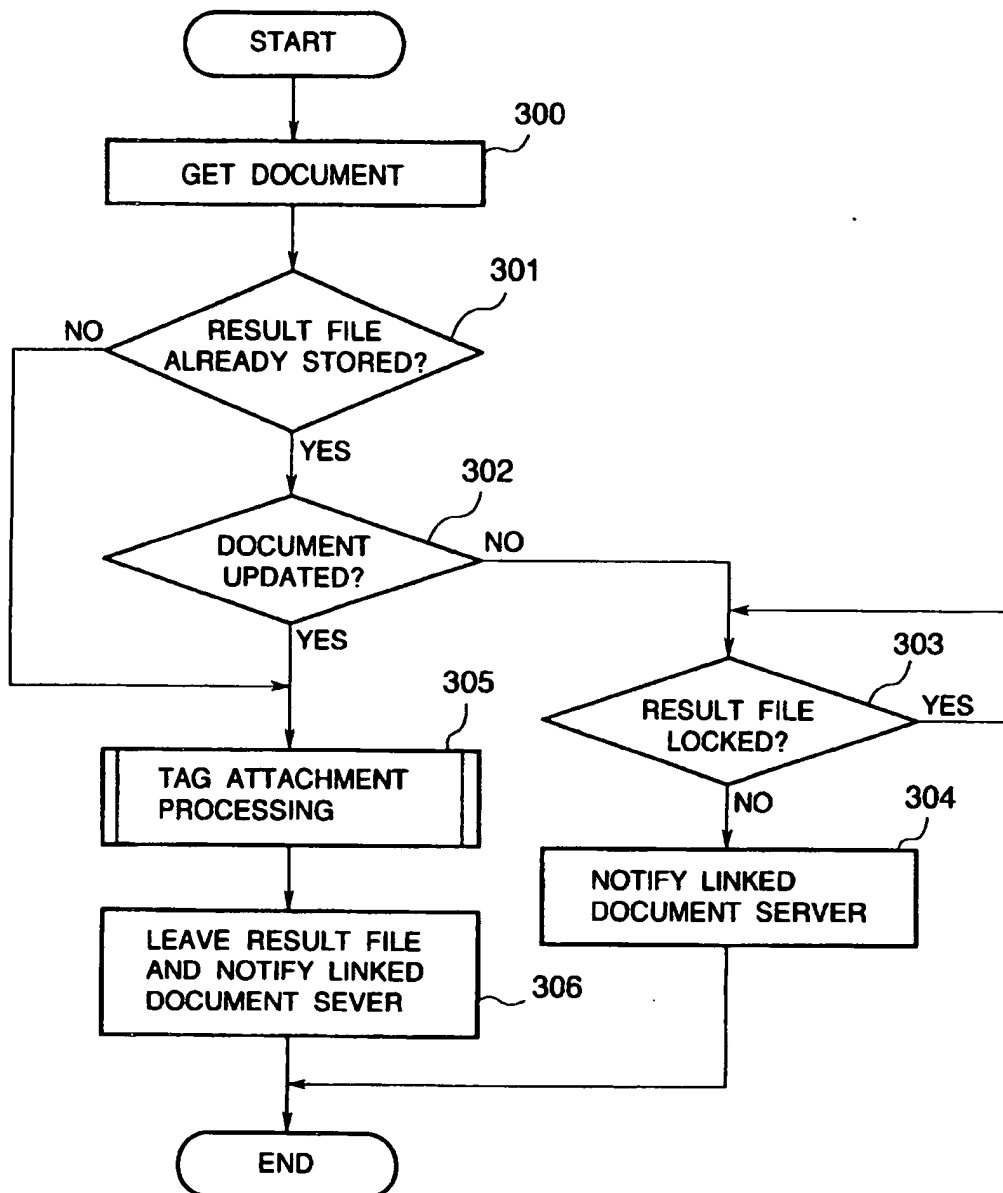 START
300
GET DOCUMENT
301
NO
RESULT FILE
ALREADY STORED?
YES
302
DOCUMENT
UPDATED?
NO
YES
303
RESULT FILE
LOCKED?
YES
305
TAG ATTACHMENT
PROCESSING
NO
304
NOTIFY LINKED
DOCUMENT SERVER
LEAVE RESULT FILE
AND NOTIFY LINKED
DOCUMENT SEVER
306
END